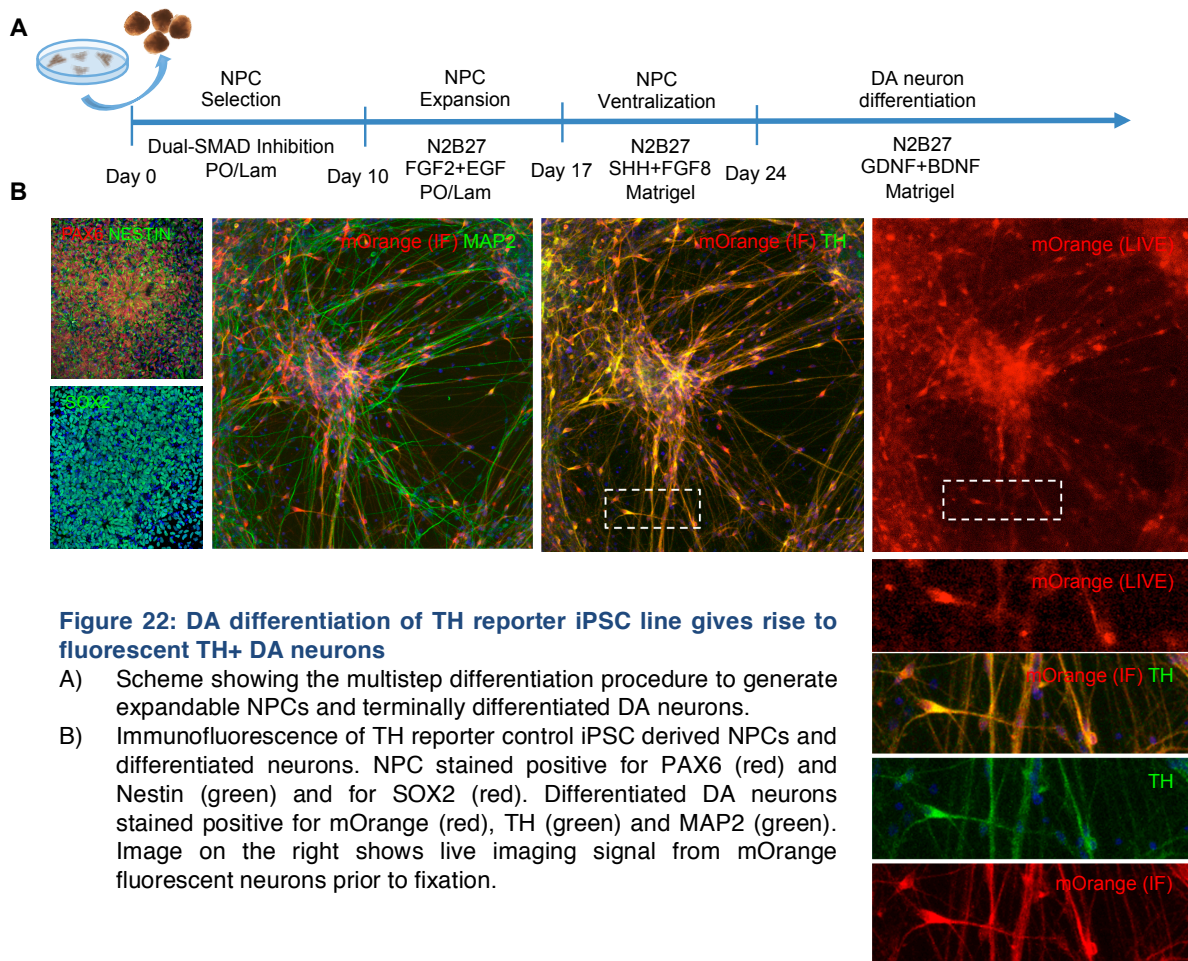 A
NPC
Selection
NPC
Expansion
NPC
Ventralization
DA neuron
differentiation
Dual-SMAD Inhibition
PO/Lam
N2B27
FGF2+EGF
PO/Lam
N2B27
SHH+FGF8
Matrigel
N2B27
GDNF+BDNF
Matrigel
Day 0
Day 10
Day 17
Day 24
B
PAX6 NESTIN
SOX2
mOrange (IF) MAP2
mOrange (IF) TH
mOrange (LIVE)
mOrange (LIVE)
mOrange (IF) TH
TH
mOrange (IF)
Figure 22: DA differentiation of TH reporter iPSC line gives rise to
fluorescent TH+ DA neurons
A) Scheme showing the multistep differentiation procedure to generate
expandable NPCs and terminally differentiated DA neurons.
B) Immunofluorescence of TH reporter control iPSC derived NPCs and
differentiated neurons. NPC stained positive for PAX6 (red) and
Nestin (green) and for SOX2 (red). Differentiated DA neurons
stained positive for mOrange (red), TH (green) and MAP2 (green).
Image on the right shows live imaging signal from mOrange
fluorescent neurons prior to fixation.